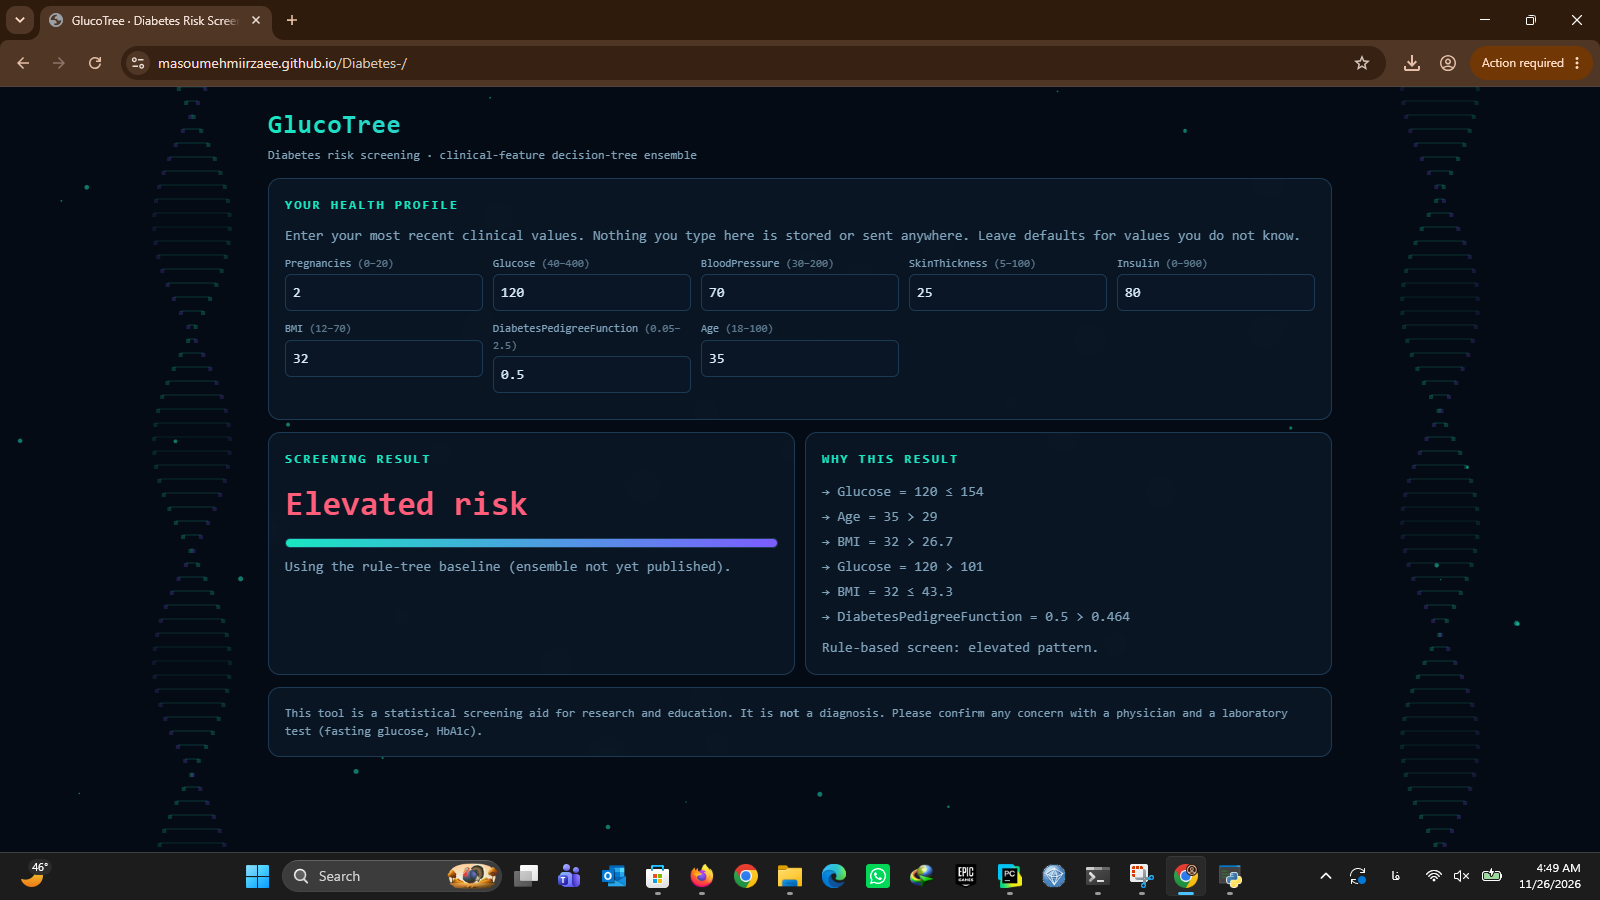 GlucoTree · Diabetes Risk Scree
masoumehmiirzaee.github.io/Diabetes-/
Action required
GlucoTree
Diabetes risk screening · clinical-feature decision-tree ensemble
YOUR HEALTH PROFILE
Enter your most recent clinical values. Nothing you type here is stored or sent anywhere. Leave defaults for values you do not know.
Pregnancies (0–20) Glucose (40–400) BloodPressure (30–200) SkinThickness (5–100) Insulin (0–900)
2 120 70 25 80
BMI (12–70) DiabetesPedigreeFunction (0.05–2.5) Age (18–100)
32 0.5 35
SCREENING RESULT
Elevated risk
Using the rule-tree baseline (ensemble not yet published).
WHY THIS RESULT
→ Glucose = 120 ≤ 154
→ Age = 35 > 29
→ BMI = 32 > 26.7
→ Glucose = 120 > 101
→ BMI = 32 ≤ 43.3
→ DiabetesPedigreeFunction = 0.5 > 0.464
Rule-based screen: elevated pattern.
This tool is a statistical screening aid for research and education. It is not a diagnosis. Please confirm any concern with a physician and a laboratory
test (fasting glucose, HbA1c).
46°
Search
EPIC GAMES
PC
فا
4:49 AM
11/26/2026